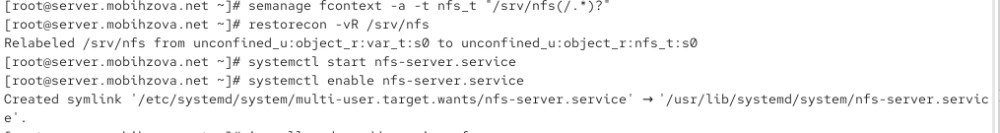 [root@server.mobihzova.net ~]# semanage fcontext -a -t nfs_t "/srv/nfs(/.*)?"
[root@server.mobihzova.net ~]# restorecon -vR /srv/nfs
Relabeled /srv/nfs from unconfined_u:object_r:var_t:s0 to unconfined_u:object_r:nfs_t:s0
[root@server.mobihzova.net ~]# systemctl start nfs-server.service
[root@server.mobihzova.net ~]# systemctl enable nfs-server.service
Created symlink '/etc/systemd/system/multi-user.target.wants/nfs-server.service' → '/usr/lib/systemd/system/nfs-server.servic
e'.